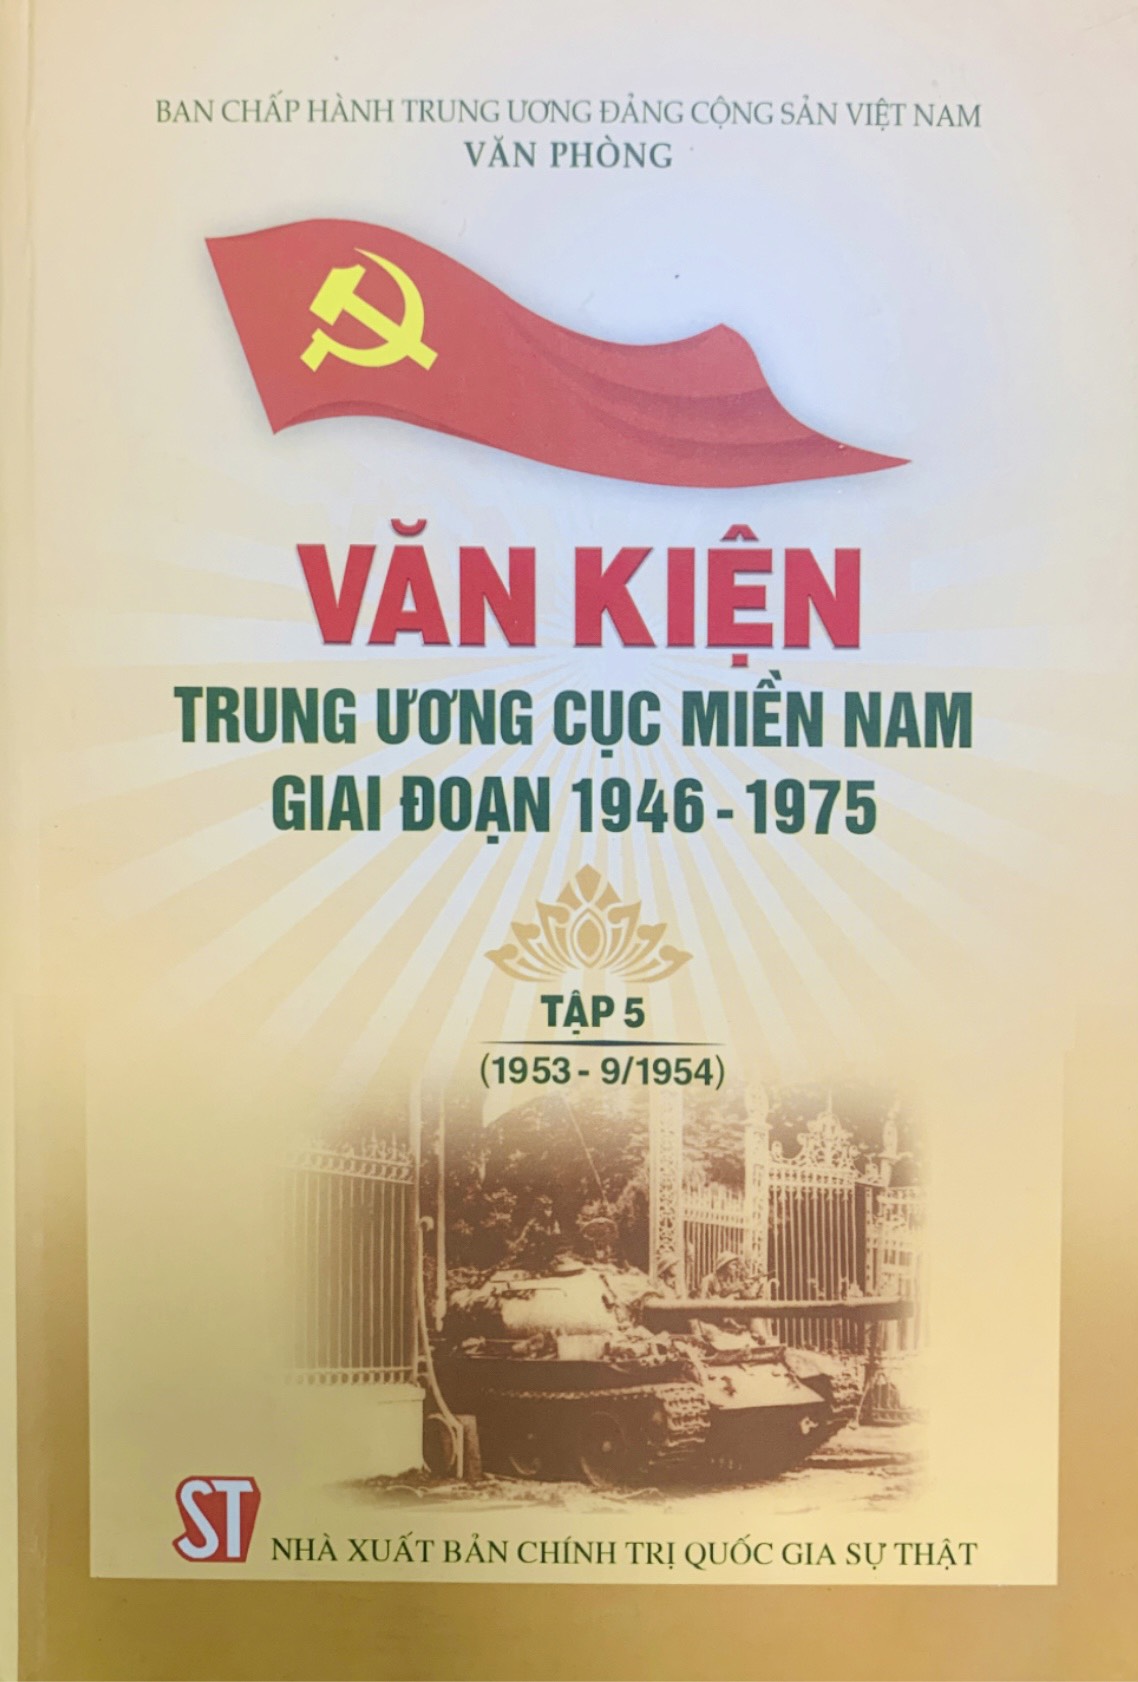 BAN CHẤP HÀNH TRUNG ƯƠNG ĐẢNG CỘNG SẢN VIỆT NAM
VĂN PHÒNG
VĂN KIỆN
TRUNG ƯƠNG CỤC MIỀN NAM
GIAI ĐOẠN 1946 - 1975
TẬP 5
(1953 - 9/1954)
ST
NHÀ XUẤT BẢN CHÍNH TRỊ QUỐC GIA SỰ THẬT